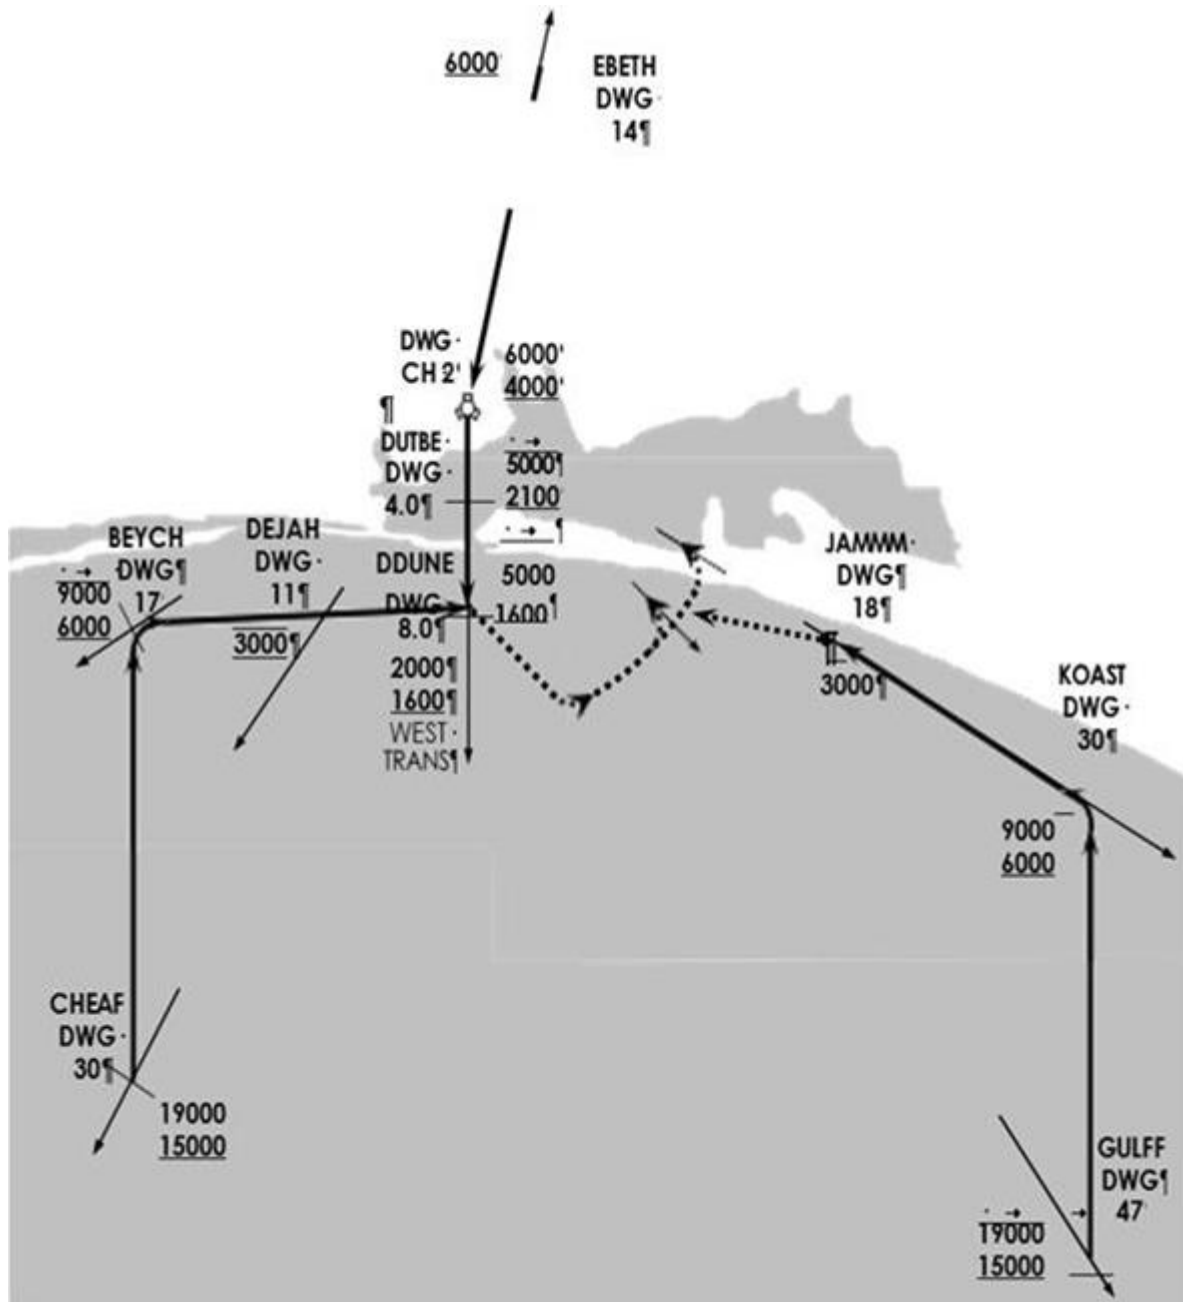 6000'
EBETH
DWG·
14¶
DWG·
CH 2'
¶
6000'
4000'
DUTBE·
DWG·
4.0¶
· →
5000¶
2100'
· → ¶
BEYCH
DWG¶
17
· →
9000
6000
DEJAH
DWG·
11¶
3000¶
DDUNE
DWG·
8.0¶
5000
1600¶
2000¶
1600¶
WEST·
TRANS¶
JAMMM·
DWG¶
18¶
¶
3000¶
KOAST
DWG·
30¶
9000
6000
CHEAF
DWG·
30¶
19000
15000
GULFF
DWG¶
47
· → →
19000
15000